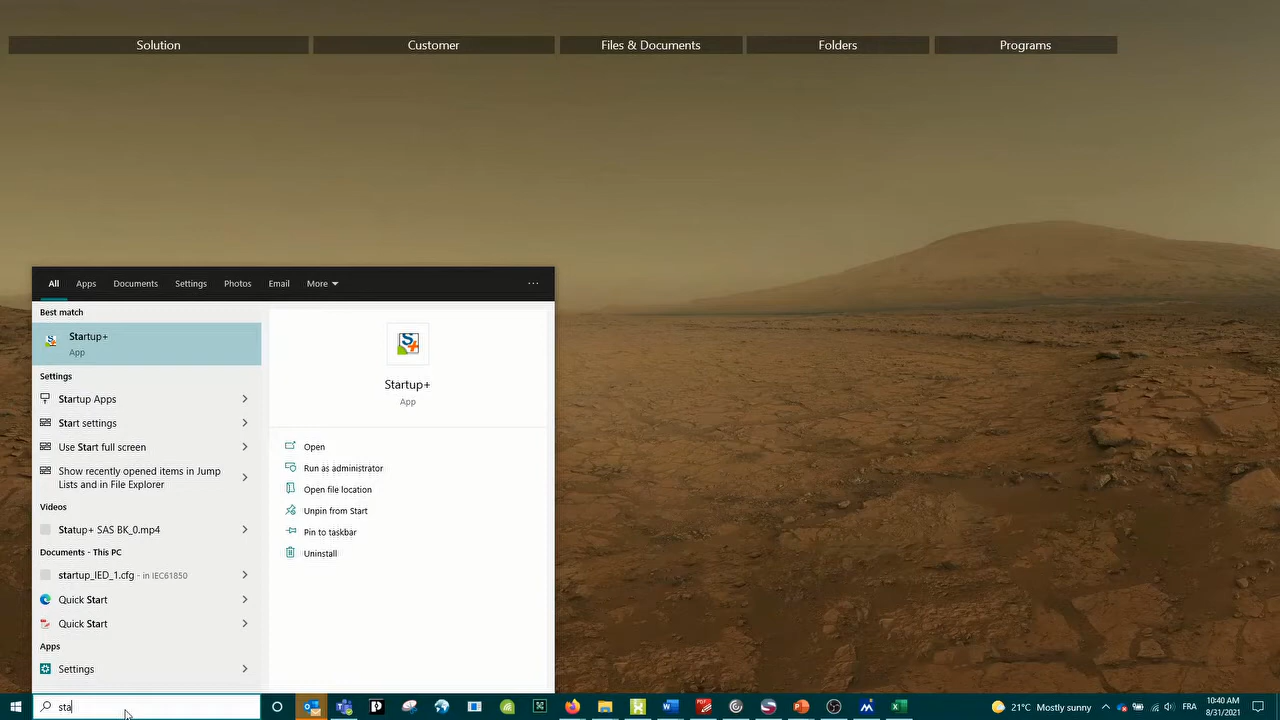 Solution
Customer
Files & Documents
Folders
Programs
All
Apps
Documents
Settings
Photos
Email
More
Best match
Startup+
App
Settings
Startup Apps
Start settings
Use Start full screen
Show recently opened items in Jump
Lists and in File Explorer
Videos
Statup+ SAS BK_0.mp4
Documents - This PC
startup_IED_1.cfg - in IEC61850
Quick Start
Quick Start
Apps
Settings
Startup+
App
Open
Run as administrator
Open file location
Unpin from Start
Pin to taskbar
Uninstall
sta
21°C Mostly sunny
FRA
10:40 AM
8/31/2021